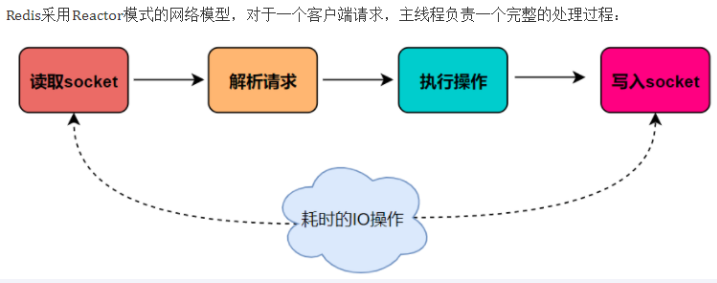 Redis采用Reactor模式的网络模型，对于一个客户端请求，主线程负责一个完整的处理过程：
读取socket
解析请求
执行操作
写入socket
耗时的IO操作